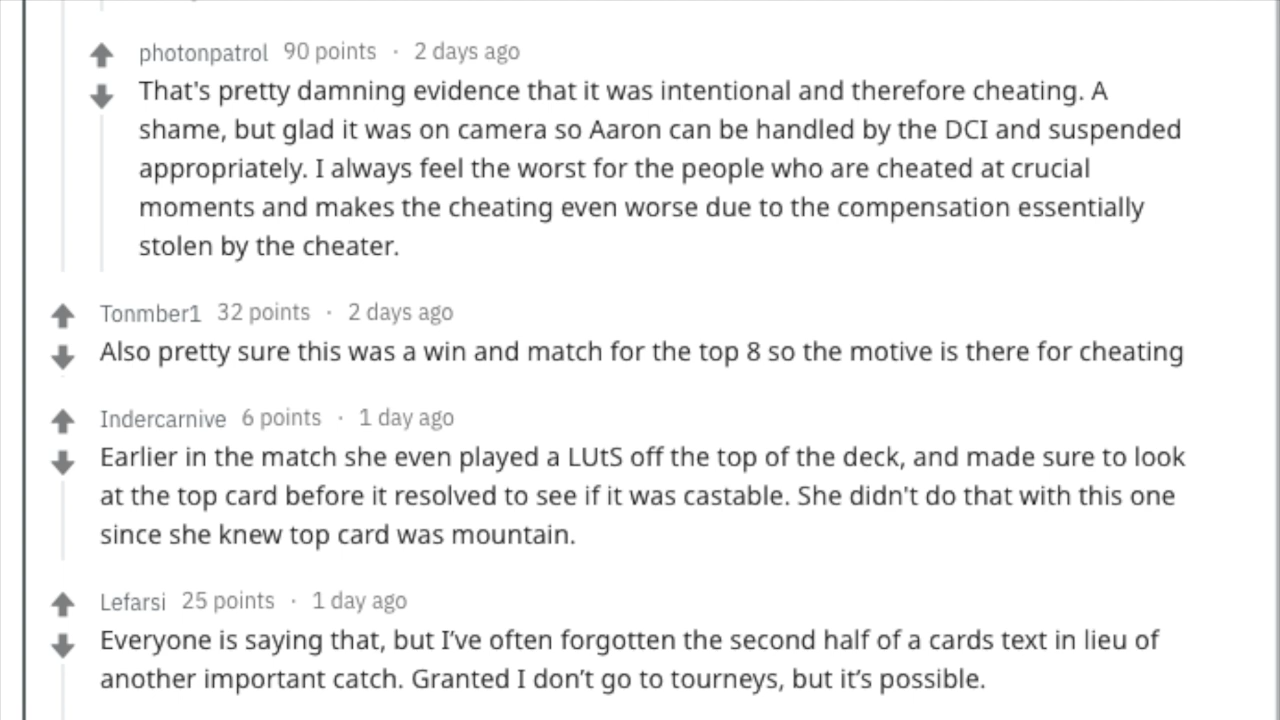 photonpatrol 90 points · 2 days ago
That's pretty damning evidence that it was intentional and therefore cheating. A
shame, but glad it was on camera so Aaron can be handled by the DCI and suspended
appropriately. I always feel the worst for the people who are cheated at crucial
moments and makes the cheating even worse due to the compensation essentially
stolen by the cheater.
Tonmber1 32 points · 2 days ago
Also pretty sure this was a win and match for the top 8 so the motive is there for cheating
Indercarnive 6 points · 1 day ago
Earlier in the match she even played a LUtS off the top of the deck, and made sure to look
at the top card before it resolved to see if it was castable. She didn't do that with this one
since she knew top card was mountain.
Lefarsi 25 points · 1 day ago
Everyone is saying that, but I’ve often forgotten the second half of a cards text in lieu of
another important catch. Granted I don’t go to tourneys, but it’s possible.